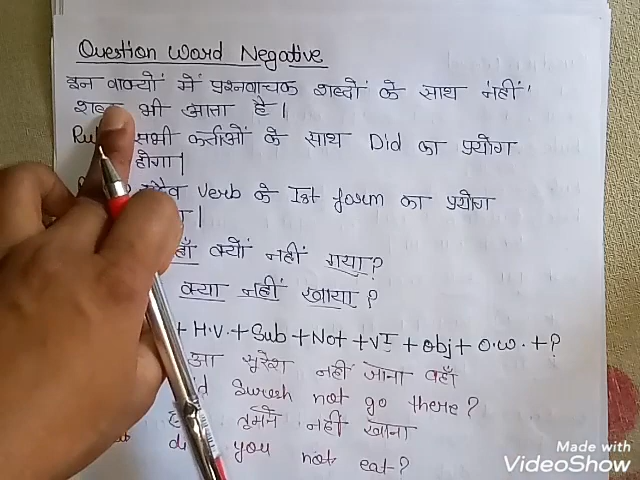 Question Word Negative
इन वाक्यों में प्रश्नवाचक शब्दों के साथ 'नहीं'
शब्द भी आता है।
सभी कर्त्ताओं के साथ Did का प्रयोग
होगा।
Verb के Ist form का प्रयोग
क्यों नहीं गया?
क्या नहीं खाया?
+ H.V. + Sub + Not + VI + Obj + O.W. + ?
सुरेश नहीं जाना वहाँ
Suresh not go there?
तुमने नहीं खाना
you not eat?
Made with
VideoShow